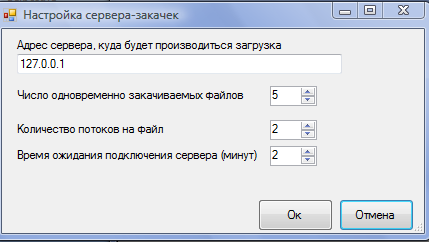 Настройка сервера-закачек
Адрес сервера, куда будет производиться загрузка
127.0.0.1
Число одновременно закачиваемых файлов 5
Количество потоков на файл 2
Время ожидания подключения сервера (минут) 2
Ок Отмена